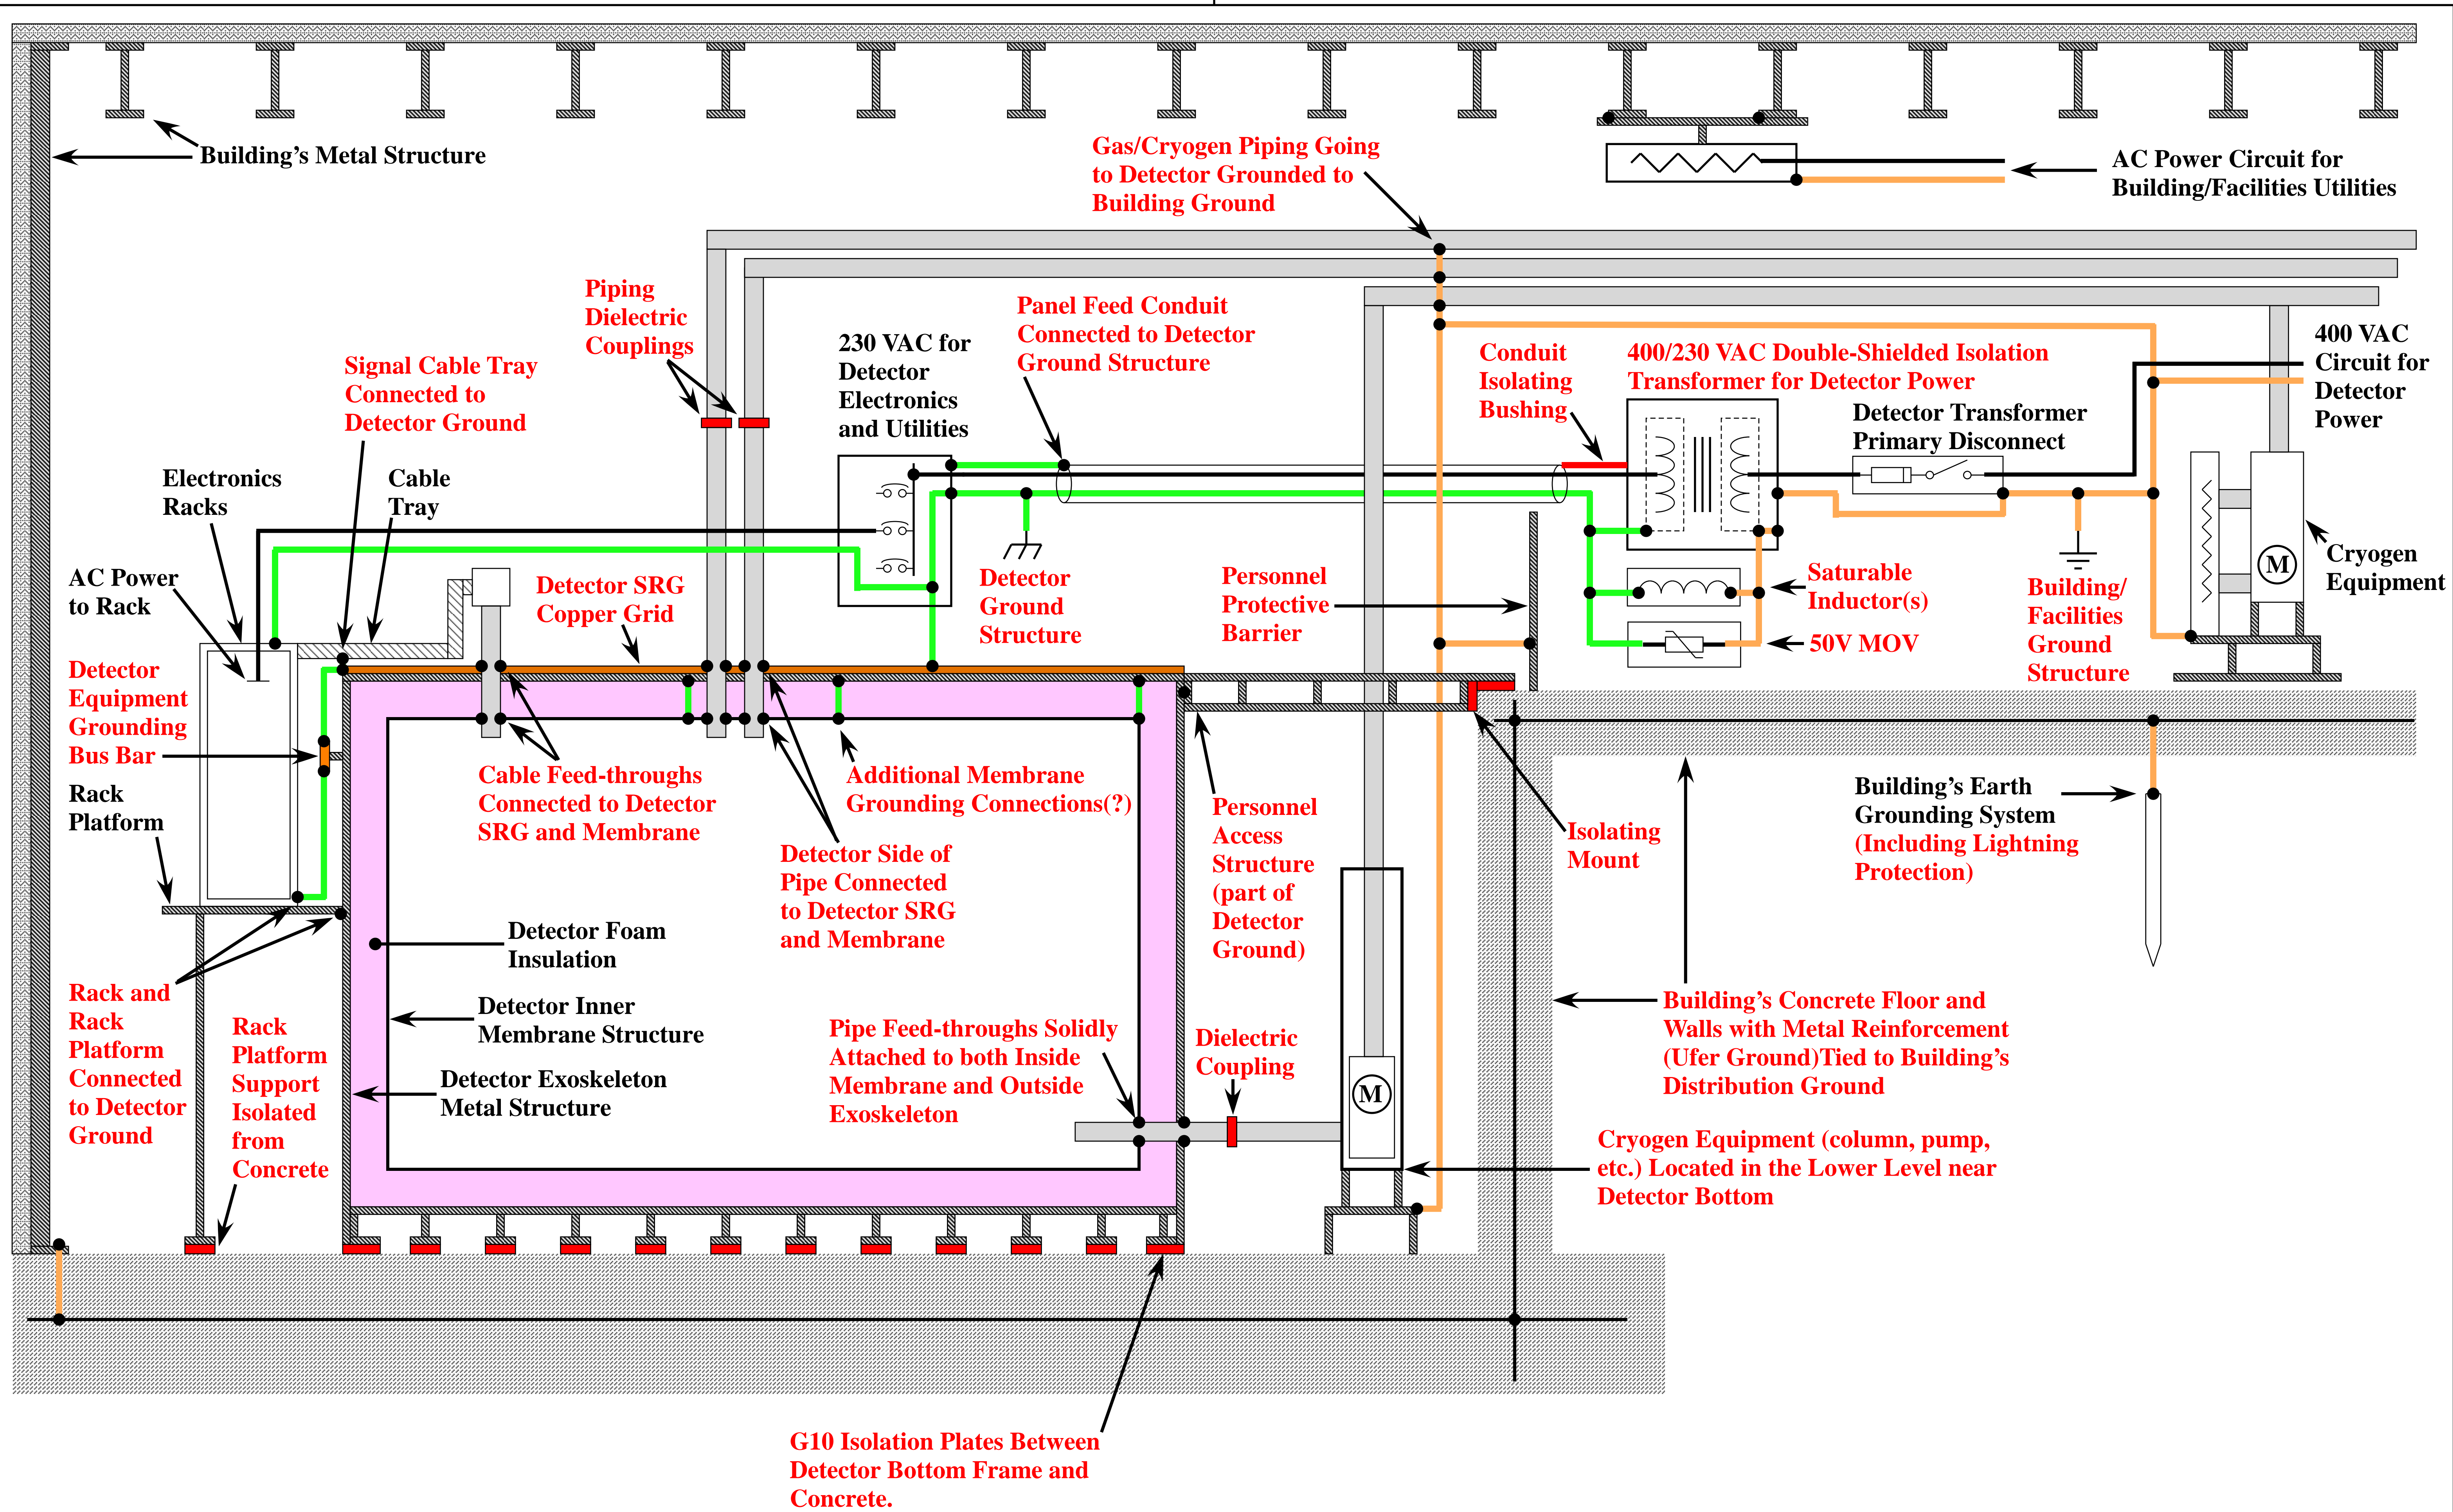 Building's Metal Structure
Gas/Cryogen Piping Going
to Detector Grounded to
Building Ground
AC Power Circuit for
Building/Facilities Utilities
Piping
Dielectric
Couplings
Panel Feed Conduit
Connected to Detector
Ground Structure
230 VAC for
Detector
Electronics
and Utilities
Signal Cable Tray
Connected to
Detector Ground
Conduit
Isolating
Bushing
400/230 VAC Double-Shielded Isolation
Transformer for Detector Power
400 VAC
Circuit for
Detector
Power
Detector Transformer
Primary Disconnect
Electronics
Racks
Cable
Tray
AC Power
to Rack
Detector SRG
Copper Grid
Detector
Ground
Structure
Personnel
Protective
Barrier
Saturable
Inductor(s)
50V MOV
Building/
Facilities
Ground
Structure
M
Cryogen
Equipment
Detector
Equipment
Grounding
Bus Bar
Rack
Platform
Cable Feed-throughs
Connected to Detector
SRG and Membrane
Additional Membrane
Grounding Connections(?)
Detector Side of
Pipe Connected
to Detector SRG
and Membrane
Personnel
Access
Structure
(part of
Detector
Ground)
Isolating
Mount
Building's Earth
Grounding System
(Including Lightning
Protection)
Detector Foam
Insulation
Detector Inner
Membrane Structure
Detector Exoskeleton
Metal Structure
Rack and
Rack
Platform
Connected
to Detector
Ground
Rack
Platform
Support
Isolated
from
Concrete
Pipe Feed-throughs Solidly
Attached to both Inside
Membrane and Outside
Exoskeleton
Dielectric
Coupling
M
Building's Concrete Floor and
Walls with Metal Reinforcement
(Ufer Ground)Tied to Building's
Distribution Ground
Cryogen Equipment (column, pump,
etc.) Located in the Lower Level near
Detector Bottom
G10 Isolation Plates Between
Detector Bottom Frame and
Concrete.